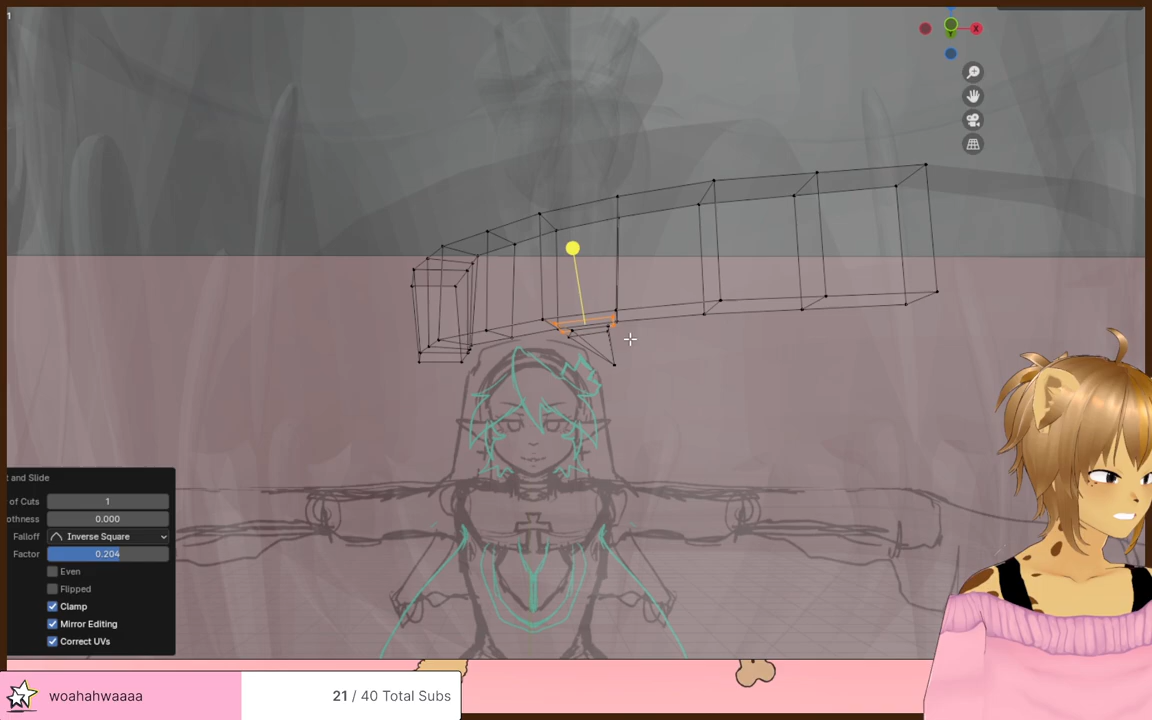 1
X
Y
t and Slide
of Cuts 1
othness 0.000
Falloff Inverse Square
Factor 0.204
Even
Flipped
Clamp
Mirror Editing
Correct UVs
woahahwaaaa 21 / 40 Total Subs